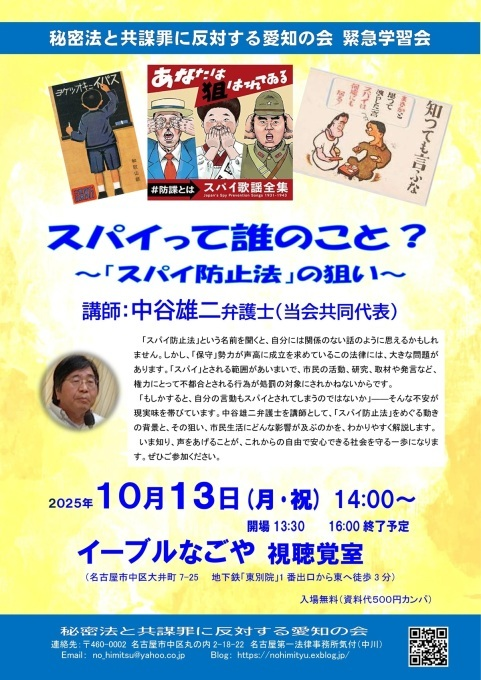 秘密法と共謀罪に反対する愛知の会 緊急学習会
ヨケツオキニイパス
あなたは
狙はれてゐる
#防諜とは スパイ歌謡全集
Japan's Spy Prevention Songs 1931-1943
知つても言ふな
スパイって誰のこと?
~「スパイ防止法」の狙い~
講師:中谷雄二弁護士(当会共同代表)
「スパイ防止法」という名前を聞くと、自分には関係のない話のように思えるかもしれ
ません。しかし、「保守」勢力が声高に成立を求めているこの法律には、大きな問題が
あります。「スパイ」とされる範囲があいまいで、市民の活動、研究、取材や発言など、
権力にとって不都合とされる行為が処罰の対象にされかねないからです。
「もしかすると、自分の言動もスパイとされてしまうのではないか」――そんな不安が
現実味を帯びています。中谷雄二弁護士を講師として、「スパイ防止法」をめぐる動き
の背景と、その狙い、市民生活にどんな影響が及ぶのかを、わかりやすく解説します。
いま知り、声をあげることが、これからの自由で安心できる社会を守る一歩になりま
す。ぜひご参加ください。
2025年 10月13日(月・祝) 14:00~
開場 13:30 16:00 終了予定
イーブルなごや 視聴覚室
(名古屋市中区大井町 7-25 地下鉄「東別院」1 番出口から東へ徒歩 3 分)
入場無料(資料代500円カンパ)
秘密法と共謀罪に反対する愛知の会
連絡先:〒460-0002 名古屋市中区丸の内 2-18-22 名古屋第一法律事務所気付(中川)
Email: no_himitsu@yahoo.co.jp Blog: https://nohimityu.exblog.jp/